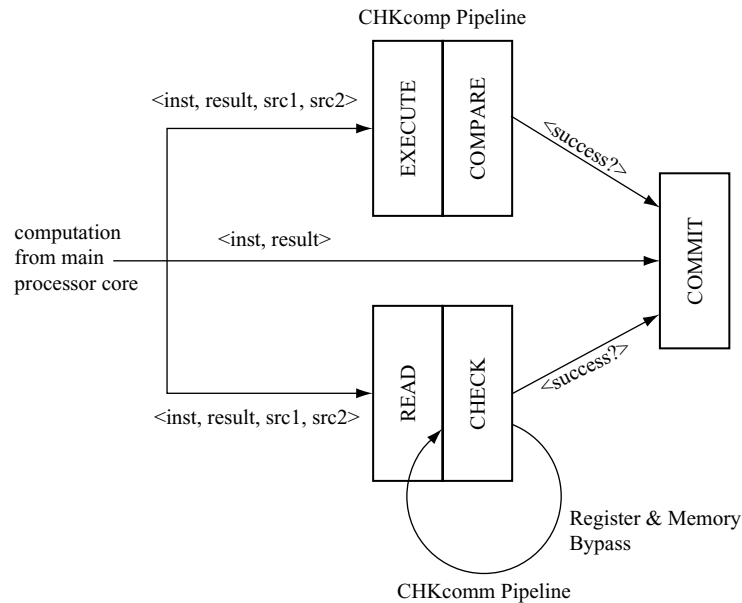 CHKcomp Pipeline
<inst, result, src1, src2>
EXECUTE
COMPARE
<success?>
computation
from main
processor core
<inst, result>
COMMIT
<success?>
<inst, result, src1, src2>
READ
CHECK
Register & Memory
Bypass
CHKcomm Pipeline